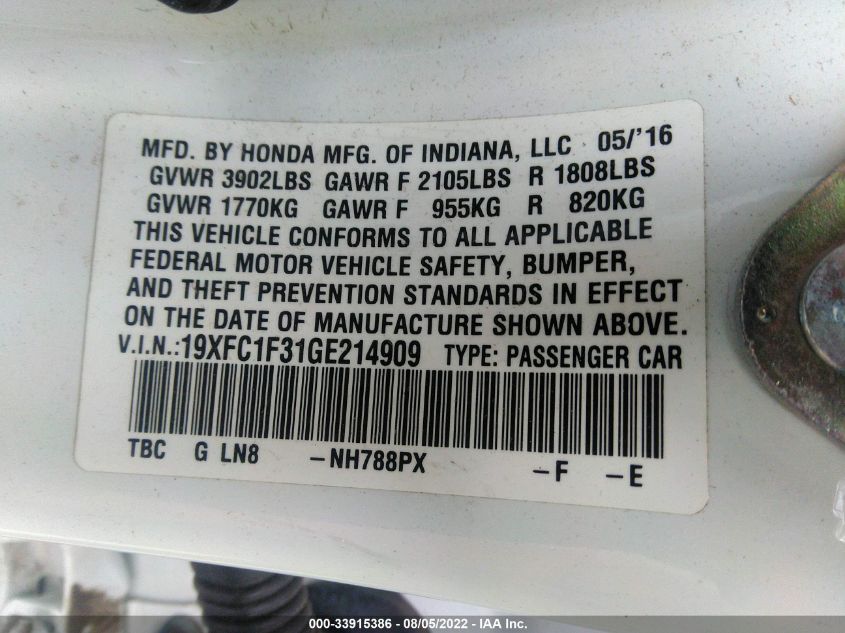 MFD. BY HONDA MFG. OF INDIANA, LLC 05/'16
GVWR 3902LBS GAWR F 2105LBS R 1808LBS
GVWR 1770KG GAWR F 955KG R 820KG
THIS VEHICLE CONFORMS TO ALL APPLICABLE
FEDERAL MOTOR VEHICLE SAFETY, BUMPER,
AND THEFT PREVENTION STANDARDS IN EFFECT
ON THE DATE OF MANUFACTURE SHOWN ABOVE.
V.I.N.:19XFC1F31GE214909 TYPE: PASSENGER CAR
TBC G LN8 -NH788PX -F -E
000-33915386 - 08/05/2022 - IAA Inc.